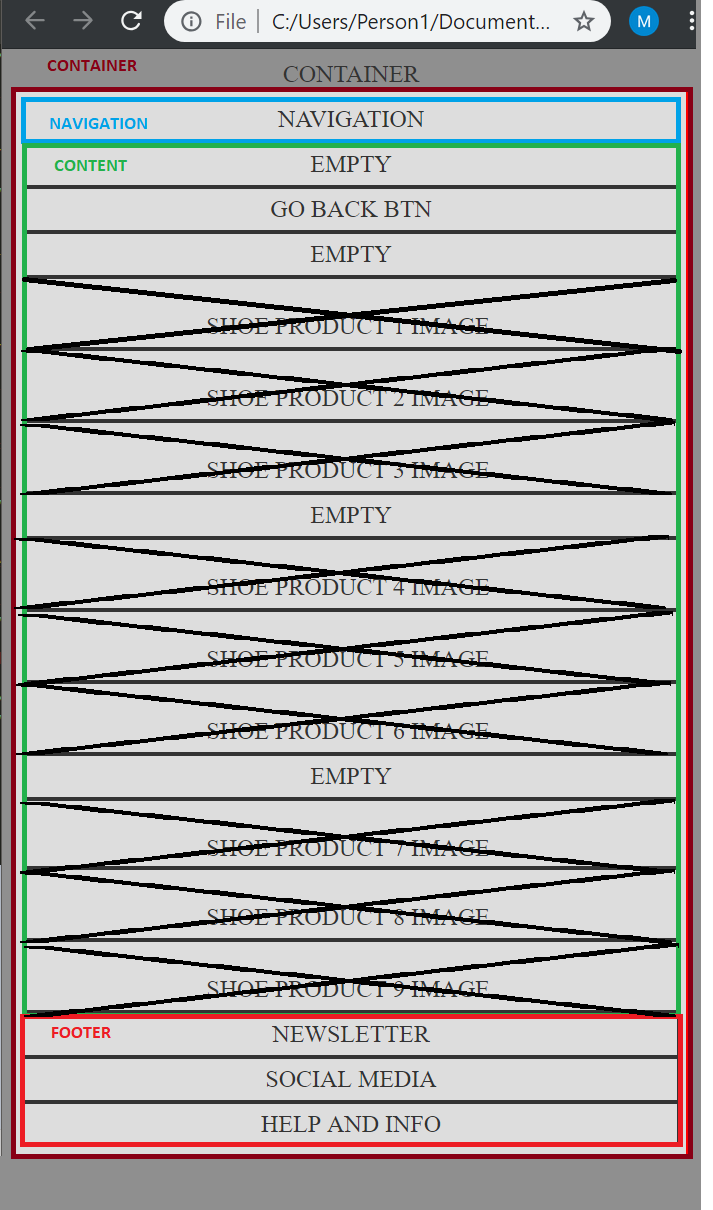 File | C:/Users/Person1/Document... M
CONTAINER
CONTAINER
NAVIGATION
NAVIGATION
CONTENT
EMPTY
GO BACK BTN
EMPTY
SHOE PRODUCT 1 IMAGE
SHOE PRODUCT 2 IMAGE
SHOE PRODUCT 3 IMAGE
EMPTY
SHOE PRODUCT 4 IMAGE
SHOE PRODUCT 5 IMAGE
SHOE PRODUCT 6 IMAGE
EMPTY
SHOE PRODUCT 7 IMAGE
SHOE PRODUCT 8 IMAGE
SHOE PRODUCT 9 IMAGE
FOOTER
NEWSLETTER
SOCIAL MEDIA
HELP AND INFO